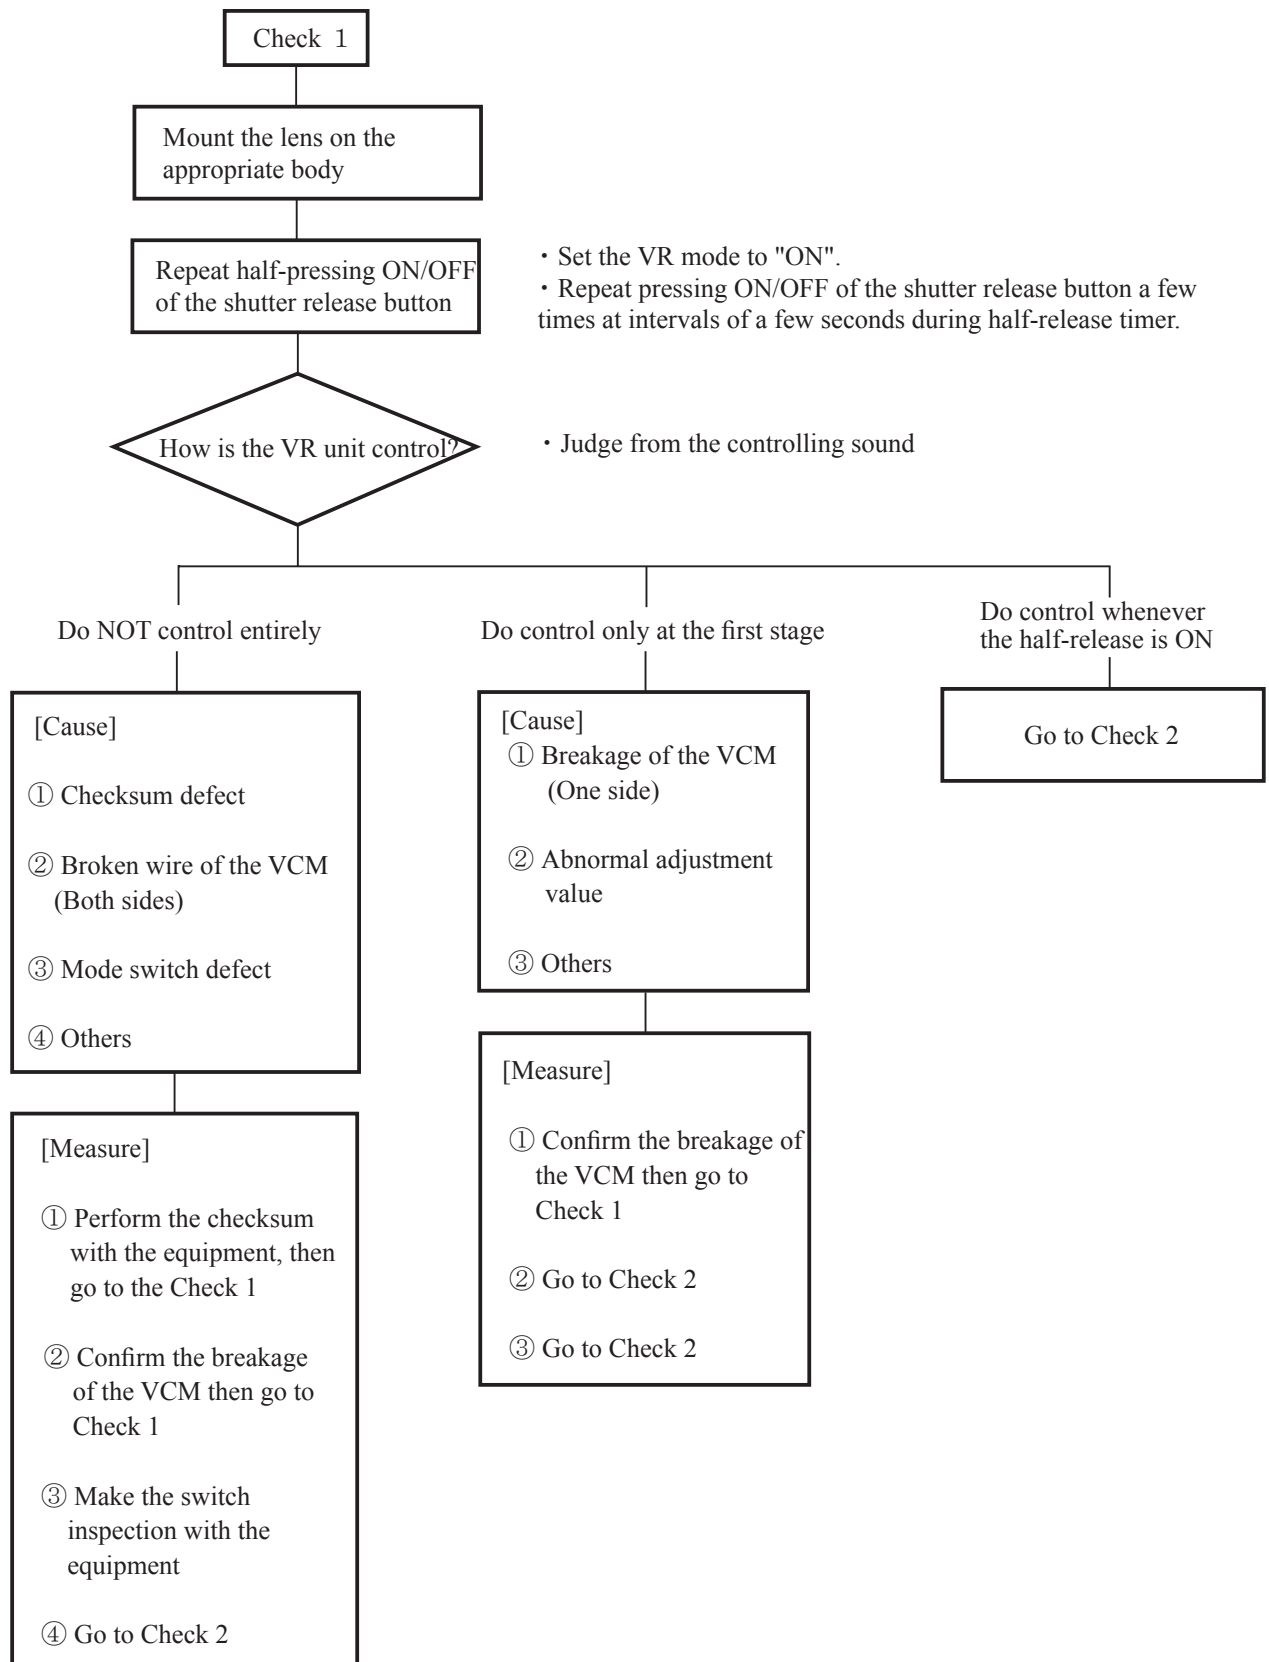 Check 1
Mount the lens on the
appropriate body
Repeat half-pressing ON/OFF
of the shutter release button
・Set the VR mode to "ON".
・Repeat pressing ON/OFF of the shutter release button a few
times at intervals of a few seconds during half-release timer.
How is the VR unit control?
・Judge from the controlling sound
Do NOT control entirely
[Cause]
① Checksum defect
② Broken wire of the VCM
(Both sides)
③ Mode switch defect
④ Others
[Measure]
① Perform the checksum
with the equipment, then
go to the Check 1
② Confirm the breakage
of the VCM then go to
Check 1
③ Make the switch
inspection with the
equipment
④ Go to Check 2
Do control only at the first stage
[Cause]
① Breakage of the VCM
(One side)
② Abnormal adjustment
value
③ Others
[Measure]
① Confirm the breakage of
the VCM then go to
Check 1
② Go to Check 2
③ Go to Check 2
Do control whenever
the half-release is ON
Go to Check 2